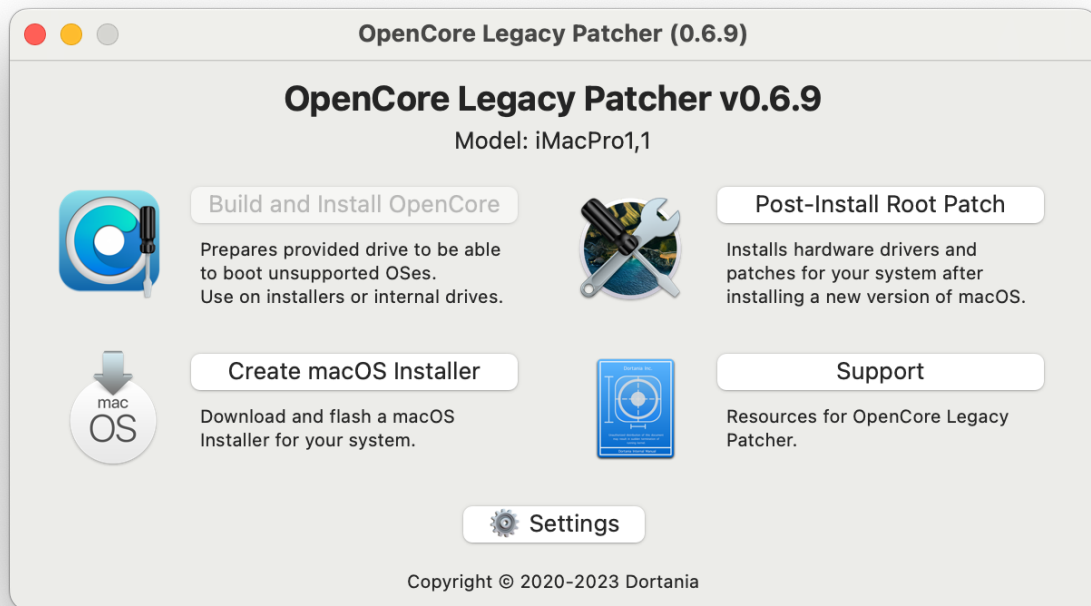 OpenCore Legacy Patcher (0.6.9)
OpenCore Legacy Patcher v0.6.9
Model: iMacPro1,1
Build and Install OpenCore
Prepares provided drive to be able
to boot unsupported OSes.
Use on installers or internal drives.
Post-Install Root Patch
Installs hardware drivers and
patches for your system after
installing a new version of macOS.
mac
OS
Create macOS Installer
Download and flash a macOS
Installer for your system.
Dortania Inc.
Support
Resources for OpenCore Legacy
Patcher.
Settings
Copyright © 2020-2023 Dortania